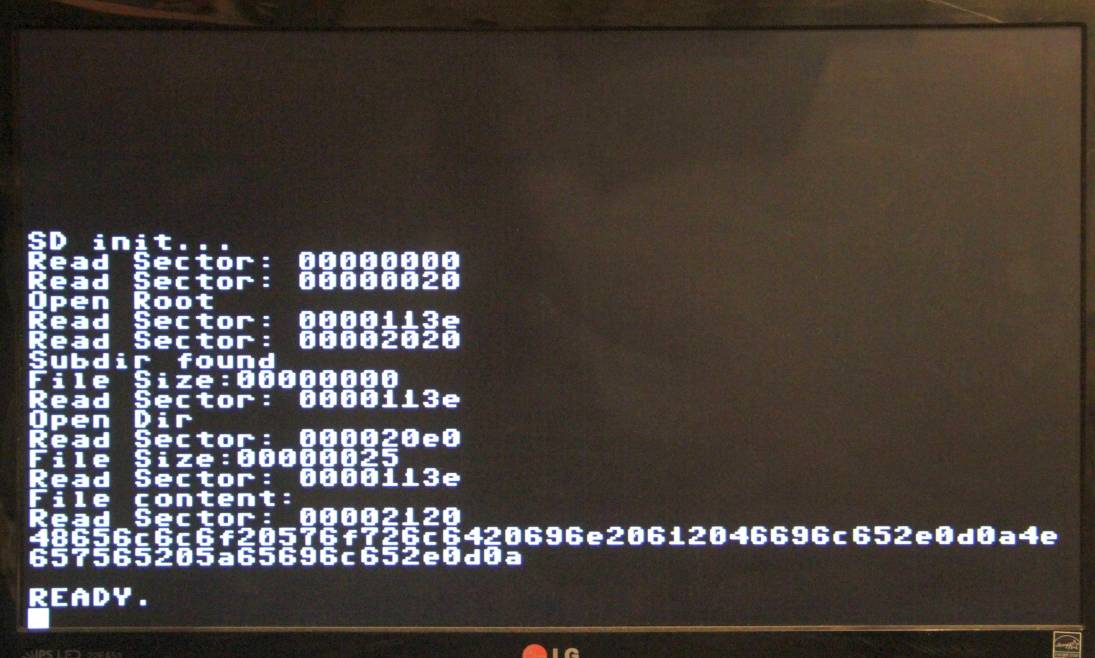 SD init...
Read Sector: 00000000
Read Sector: 00000020
Open Root
Read Sector: 0000113e
Read Sector: 00002020
Subdir found
File Size:00000000
Read Sector: 0000113e
Open Dir
Read Sector: 000020e0
File Size:00000025
Read Sector: 0000113e
File content:
Read Sector: 00002120
48656c6c6f20576f726c6420696e20612046696c652e0d0a4e
657565205a65696c652e0d0a
READY.
IPS LED
LG